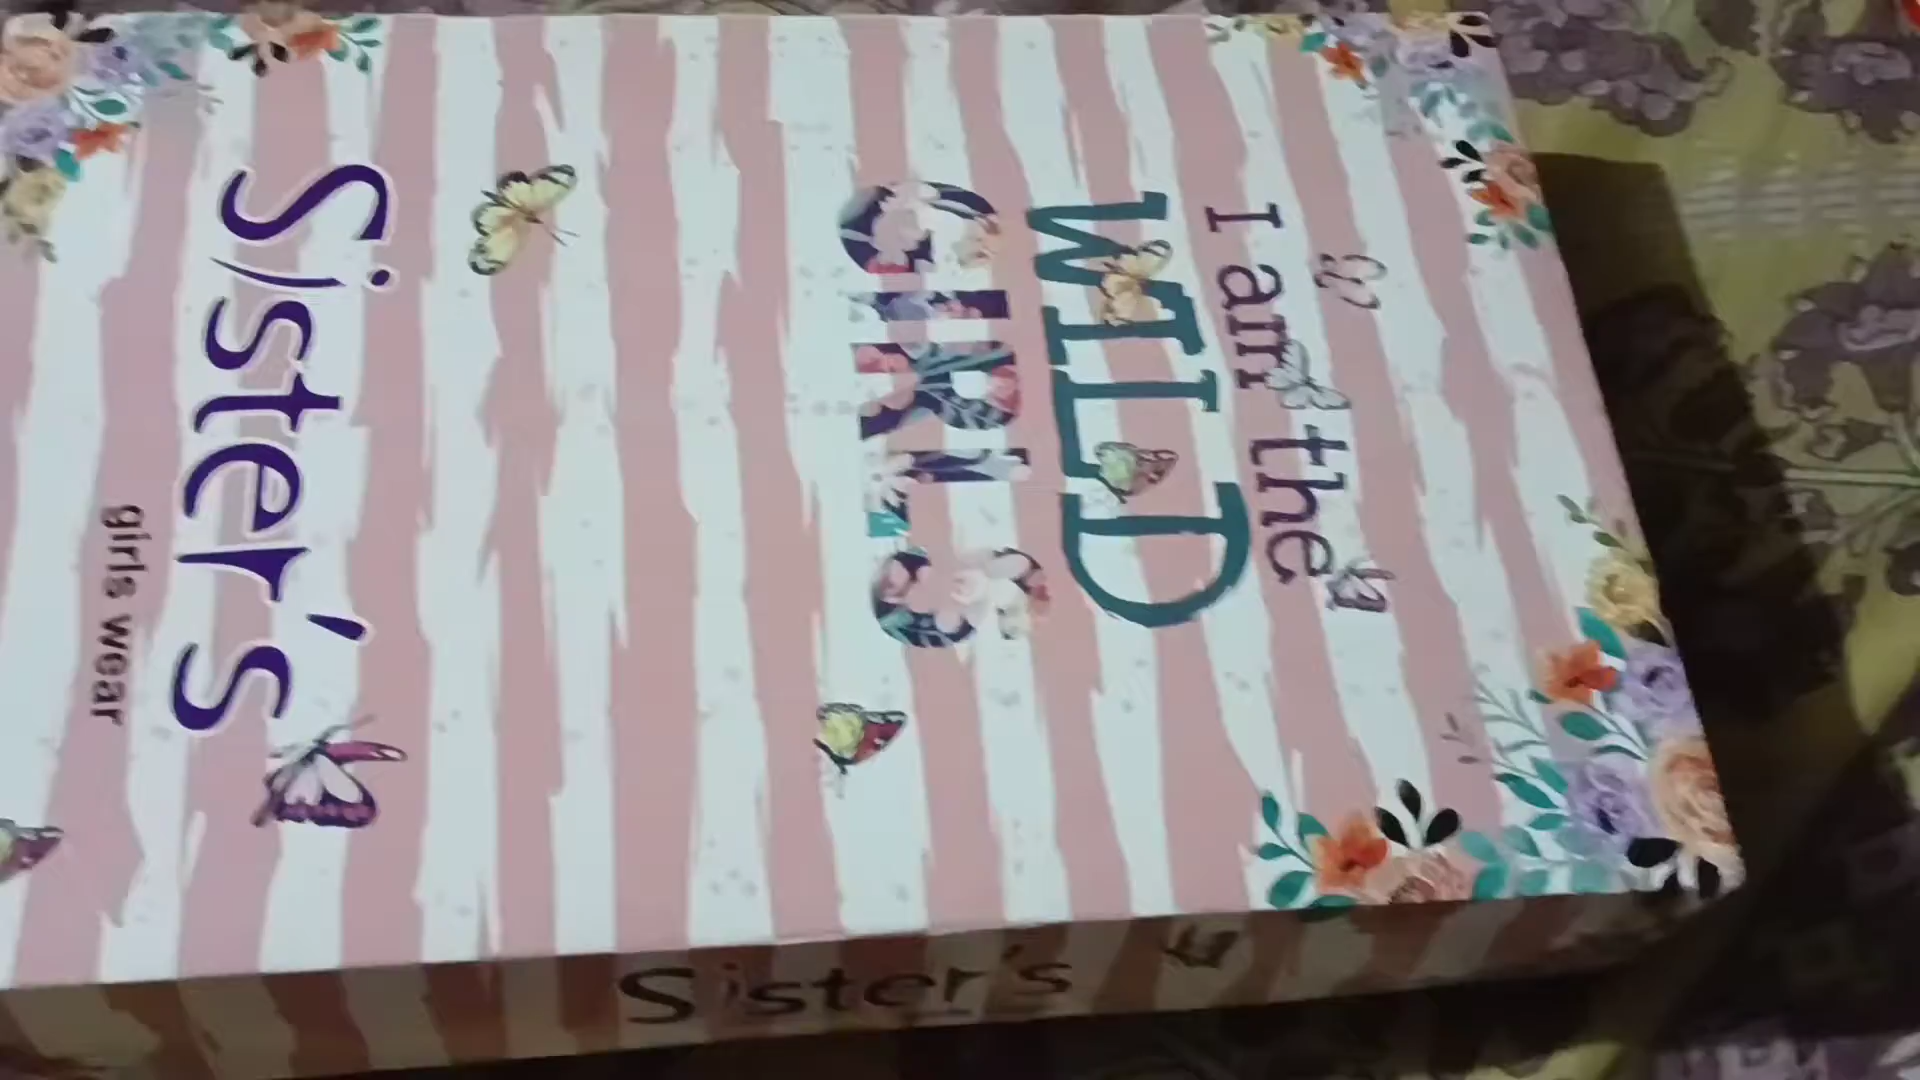 I am the
WILD
GIRLS
Sister's
girls wear
Sister's